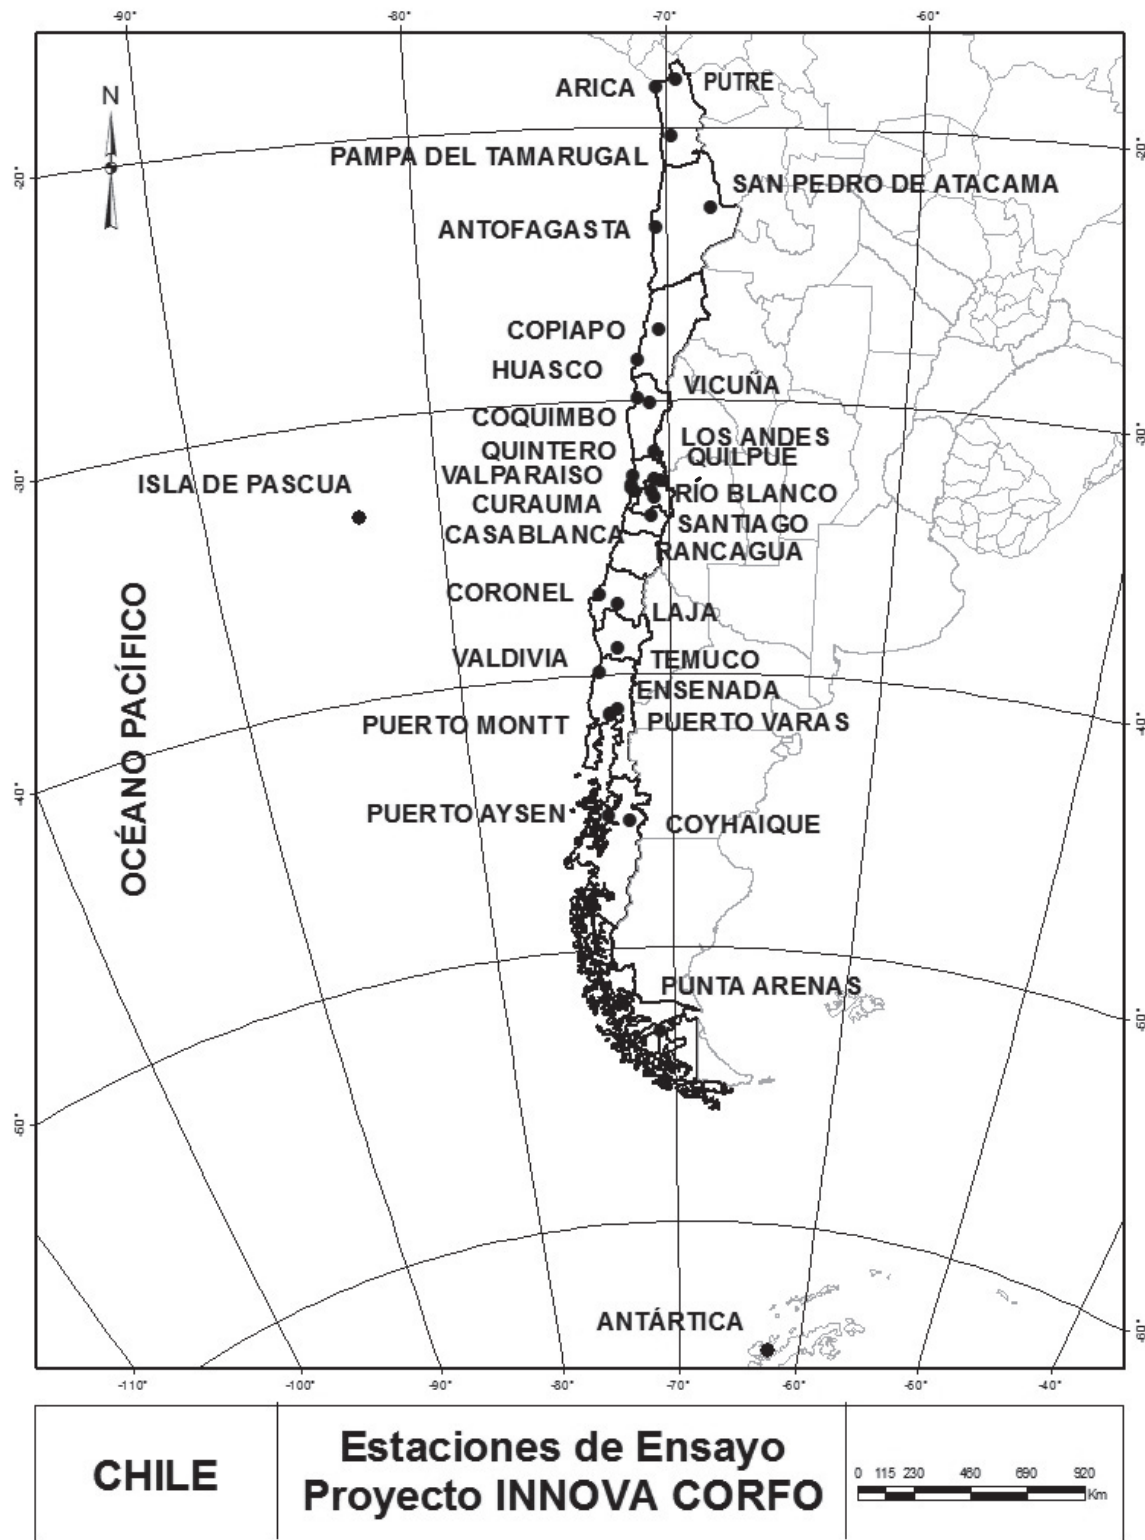 -90° -80° -70° -60°
N
ARICA
PUTRE
-20°
-20°
PAMPA DEL TAMARUGAL
SAN PEDRO DE ATACAMA
ANTOFAGASTA
COPIAPO
HUASCO
VICUÑA
COQUIMBO
-30°
LOS ANDES
QUINTERO
QUILPUE
VALPARAISO
-30°
ISLA DE PASCUA
RÍO BLANCO
CURAUMA
SANTIAGO
CASABLANCA
RANCAGUA
CORONEL
LAJA
VALDIVIA
TEMUCO
ENSENADA
PUERTO MONTT
PUERTO VARAS
-40°
OCÉANO PACÍFICO
-40°
PUERTO AYSEN
COYHAIQUE
PUNTA ARENAS
-50°
-50°
ANTÁRTICA
-60°
-110° -100° -90° -80° -70° -60° -50° -40°
CHILE
Estaciones de Ensayo
Proyecto INNOVA CORFO
0 115 230 460 690 920
Km